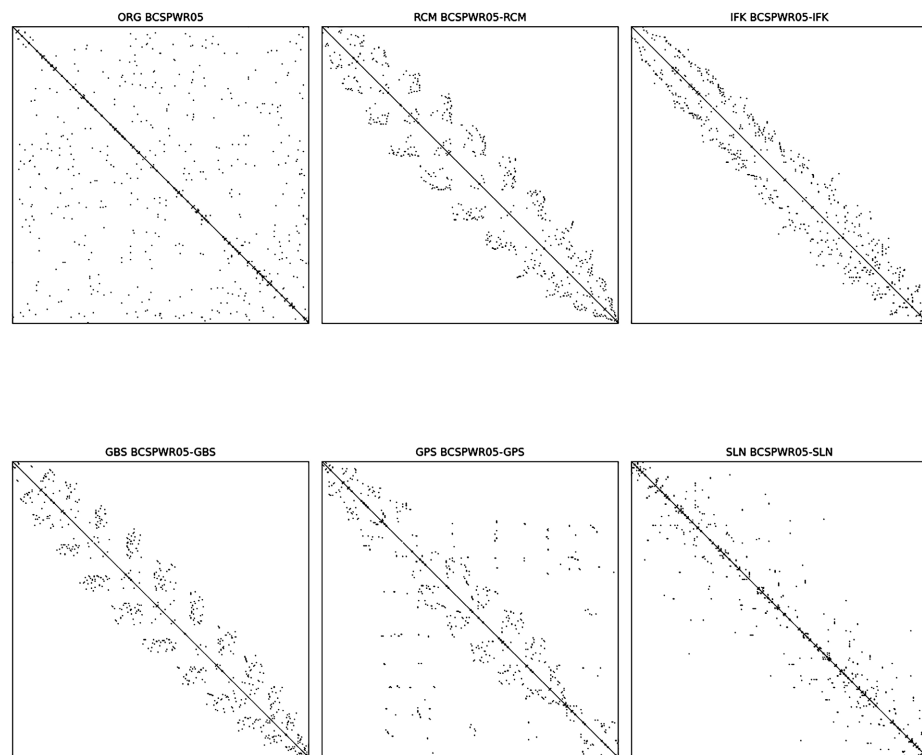 ORG BCSPWR05
RCM BCSPWR05-RCM
IFK BCSPWR05-IFK
GBS BCSPWR05-GBS
GPS BCSPWR05-GPS
SLN BCSPWR05-SLN